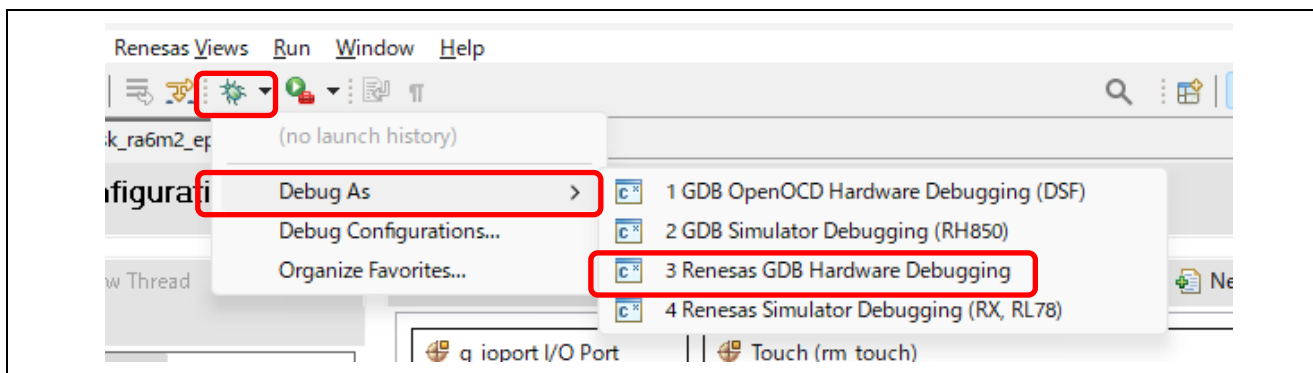 Renesas Views Run Window Help
sk_ra6m2_ep
(no launch history)
nfigurati
Debug As
1 GDB OpenOCD Hardware Debugging (DSF)
Debug Configurations...
2 GDB Simulator Debugging (RH850)
Organize Favorites...
3 Renesas GDB Hardware Debugging
w Thread
Ne
4 Renesas Simulator Debugging (RX, RL78)
g_ioport I/O Port
Touch (rm_touch)